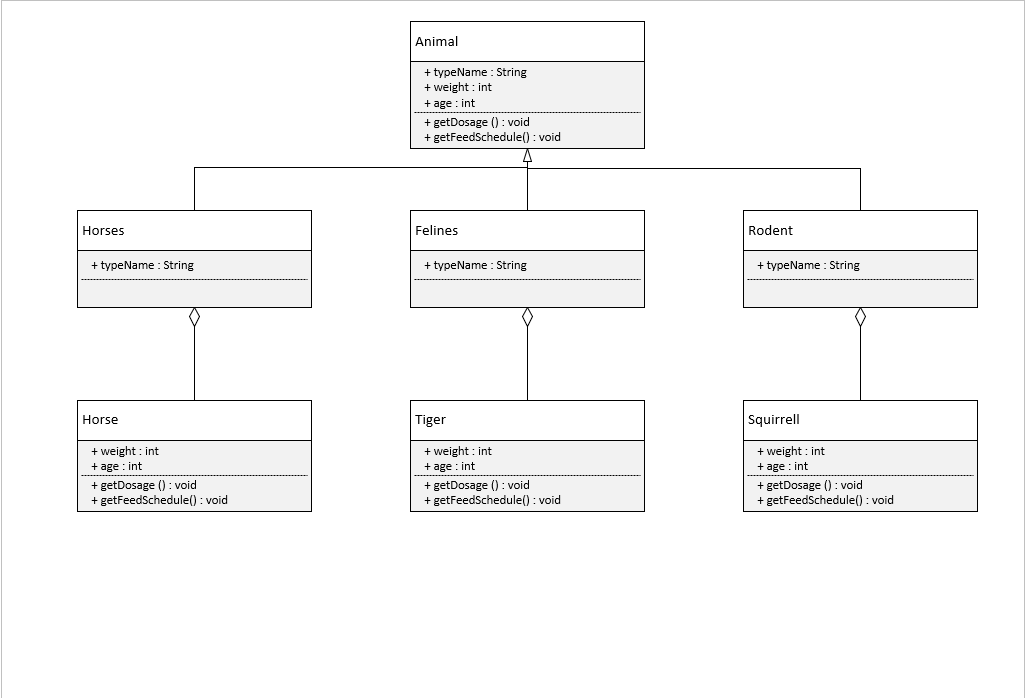 Animal
+ typeName : String
+ weight : int
+ age : int
+ getDosage () : void
+ getFeedSchedule() : void
Horses
+ typeName : String
Felines
+ typeName : String
Rodent
+ typeName : String
Horse
+ weight : int
+ age : int
+ getDosage () : void
+ getFeedSchedule() : void
Tiger
+ weight : int
+ age : int
+ getDosage () : void
+ getFeedSchedule() : void
Squirrell
+ weight : int
+ age : int
+ getDosage () : void
+ getFeedSchedule() : void